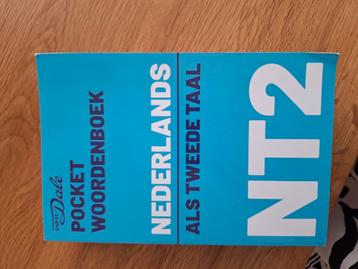 van Dale
POCKET
WOORDENBOEK
NEDERLANDS
ALS TWEEDE TAAL
NT2